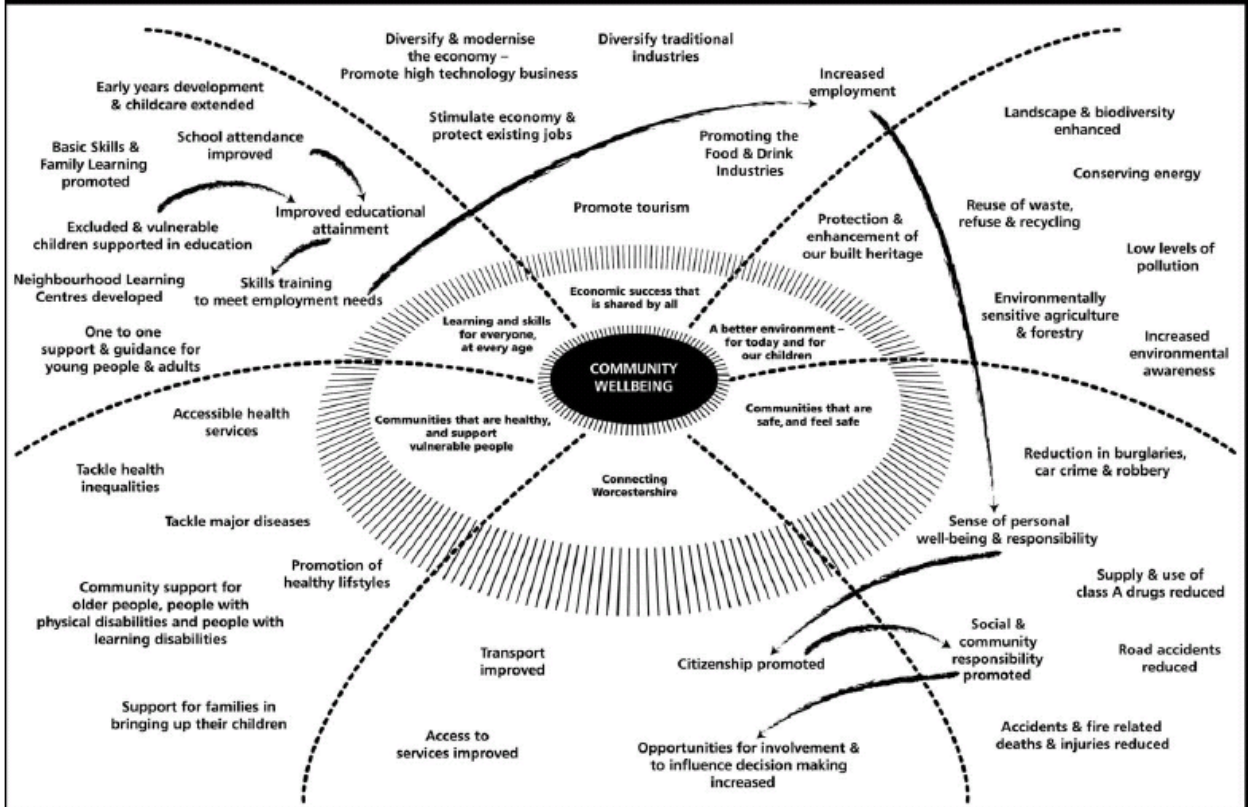 Diversify & modernise
the economy –
Promote high technology business
Diversify traditional
industries
Increased
employment
Stimulate economy &
protect existing jobs
Promoting the
Food & Drink
Industries
Promote tourism
Early years development
& childcare extended
School attendance
improved
Basic Skills &
Family Learning
promoted
Improved educational
attainment
Excluded & vulnerable
children supported in education
Skills training
to meet employment needs
Neighbourhood Learning
Centres developed
One to one
support & guidance for
young people & adults
Landscape & biodiversity
enhanced
Conserving energy
Reuse of waste,
refuse & recycling
Protection &
enhancement of
our built heritage
Low levels of
pollution
Environmentally
sensitive agriculture
& forestry
Increased
environmental
awareness
Economic success that
is shared by all
Learning and skills
for everyone,
at every age
A better environment –
for today and for
our children
COMMUNITY
WELLBEING
Communities that are healthy,
and support
vulnerable people
Communities that are
safe, and feel safe
Connecting
Worcestershire
Accessible health
services
Tackle health
inequalities
Tackle major diseases
Promotion of
healthy lifstyles
Community support for
older people, people with
physical disabilities and people with
learning disabilities
Support for families in
bringing up their children
Transport
improved
Access to
services improved
Citizenship promoted
Opportunities for involvement &
to influence decision making
increased
Reduction in burglaries,
car crime & robbery
Sense of personal
well-being & responsibility
Supply & use of
class A drugs reduced
Social &
community
responsibility
promoted
Road accidents
reduced
Accidents & fire related
deaths & injuries reduced